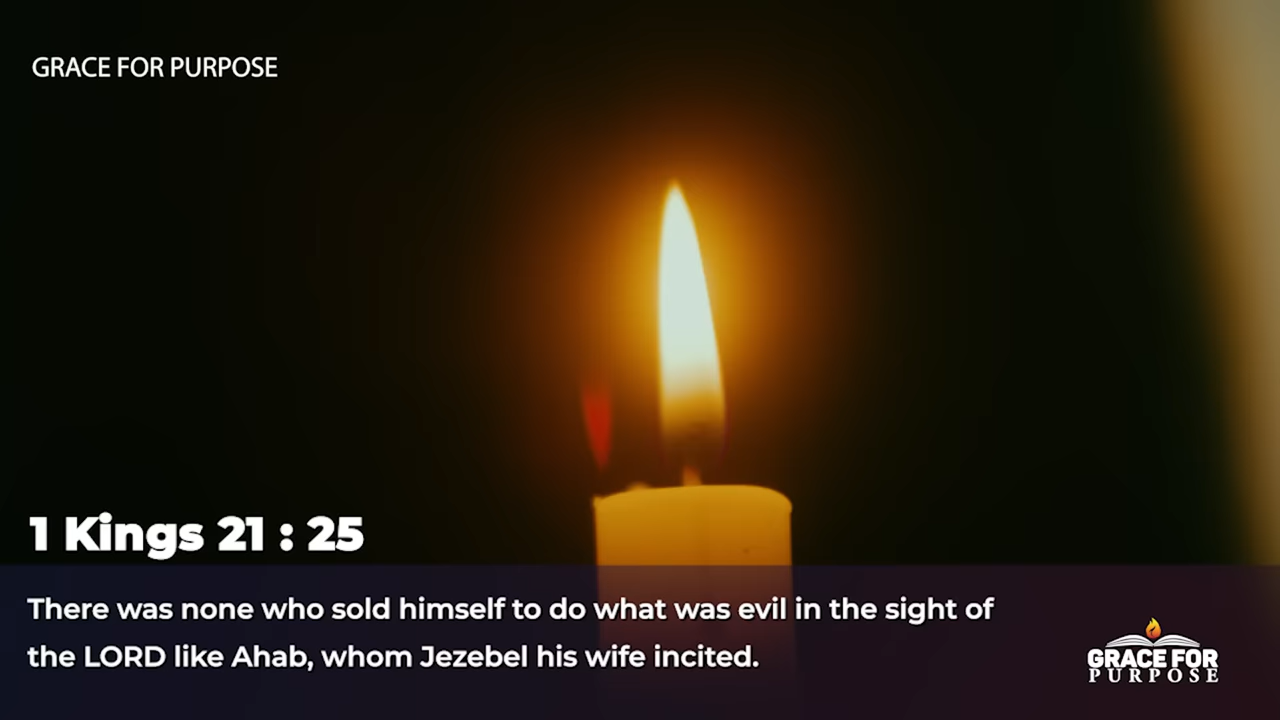 GRACE FOR PURPOSE
1 Kings 21 : 25
There was none who sold himself to do what was evil in the sight of
the LORD like Ahab, whom Jezebel his wife incited.
GRACE FOR
PURPOSE